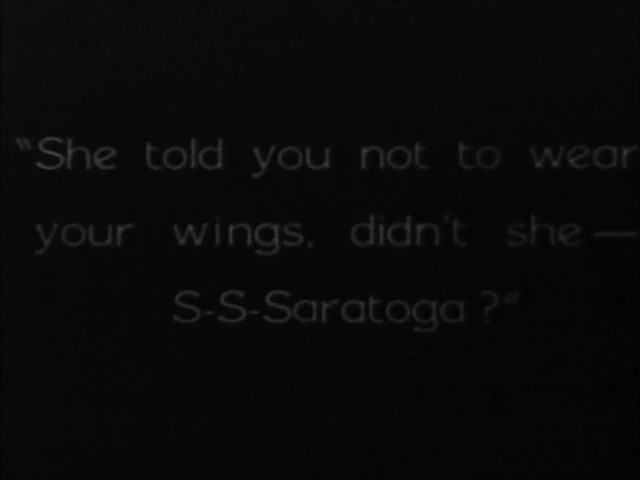 "She told you not to wear
your wings, didn't she—
S-S-Saratoga?"